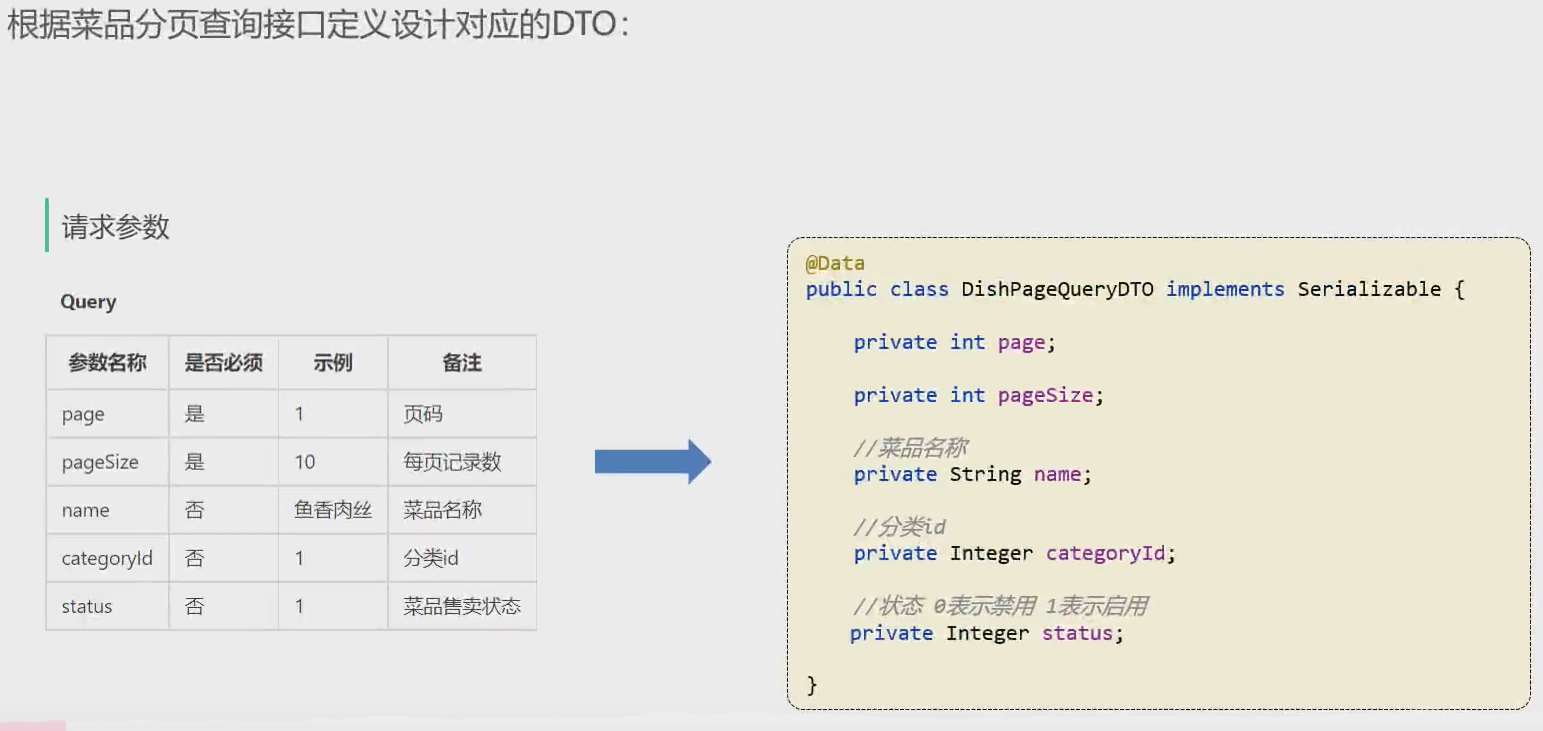 根据菜品分页查询接口定义设计对应的DTO：
请求参数
Query
参数名称 是否必须 示例 备注
page 是 1 页码
pageSize 是 10 每页记录数
name 否 鱼香肉丝 菜品名称
categoryId 否 1 分类id
status 否 1 菜品售卖状态
@Data
public class DishPageQueryDTO implements Serializable {
private int page;
private int pageSize;
//菜品名称
private String name;
//分类id
private Integer categoryId;
//状态 0表示禁用 1表示启用
private Integer status;
}